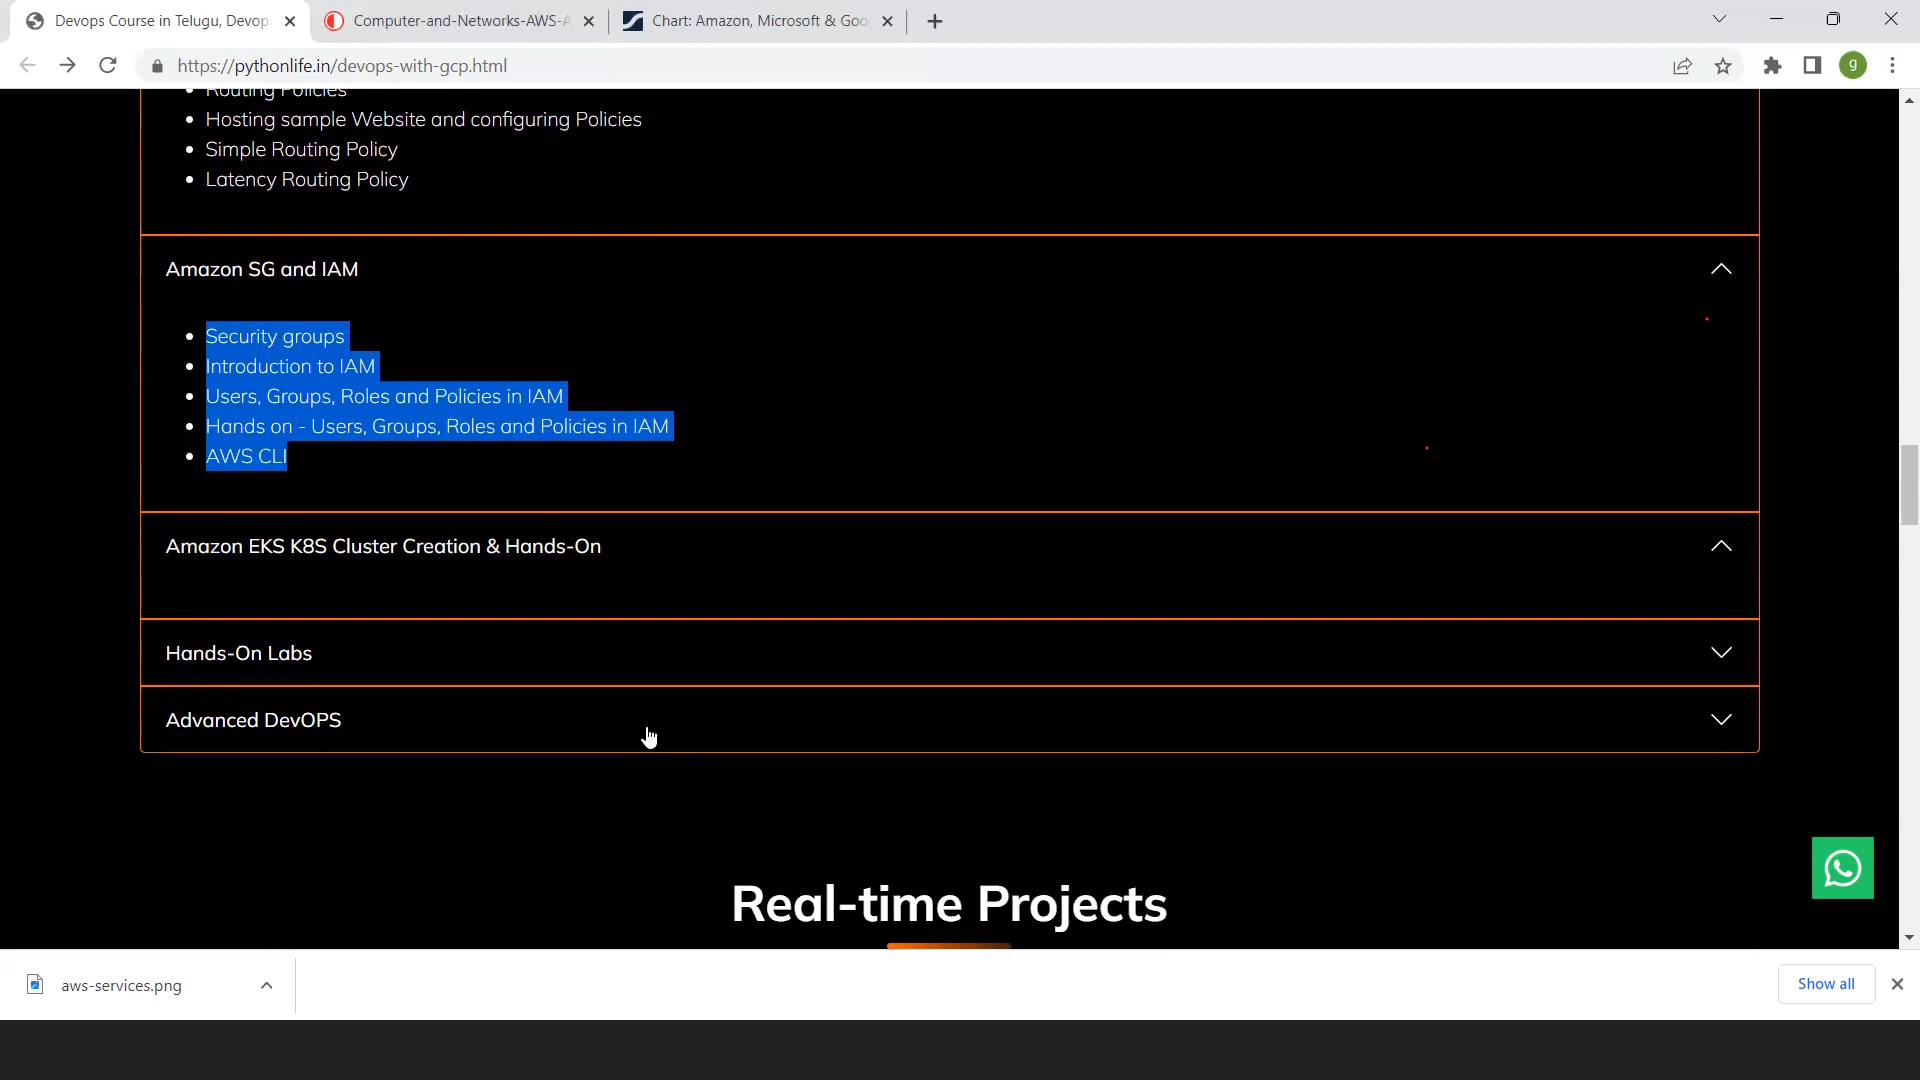 Devops Course in Telugu, Devop
Computer-and-Networks-AWS-A
Chart: Amazon, Microsoft & Goo
https://pythonlife.in/devops-with-gcp.html
g
Routing Policies
Hosting sample Website and configuring Policies
Simple Routing Policy
Latency Routing Policy
Amazon SG and IAM
Security groups
Introduction to IAM
Users, Groups, Roles and Policies in IAM
Hands on - Users, Groups, Roles and Policies in IAM
AWS CLI
Amazon EKS K8S Cluster Creation & Hands-On
Hands-On Labs
Advanced DevOPS
Real-time Projects
aws-services.png
Show all